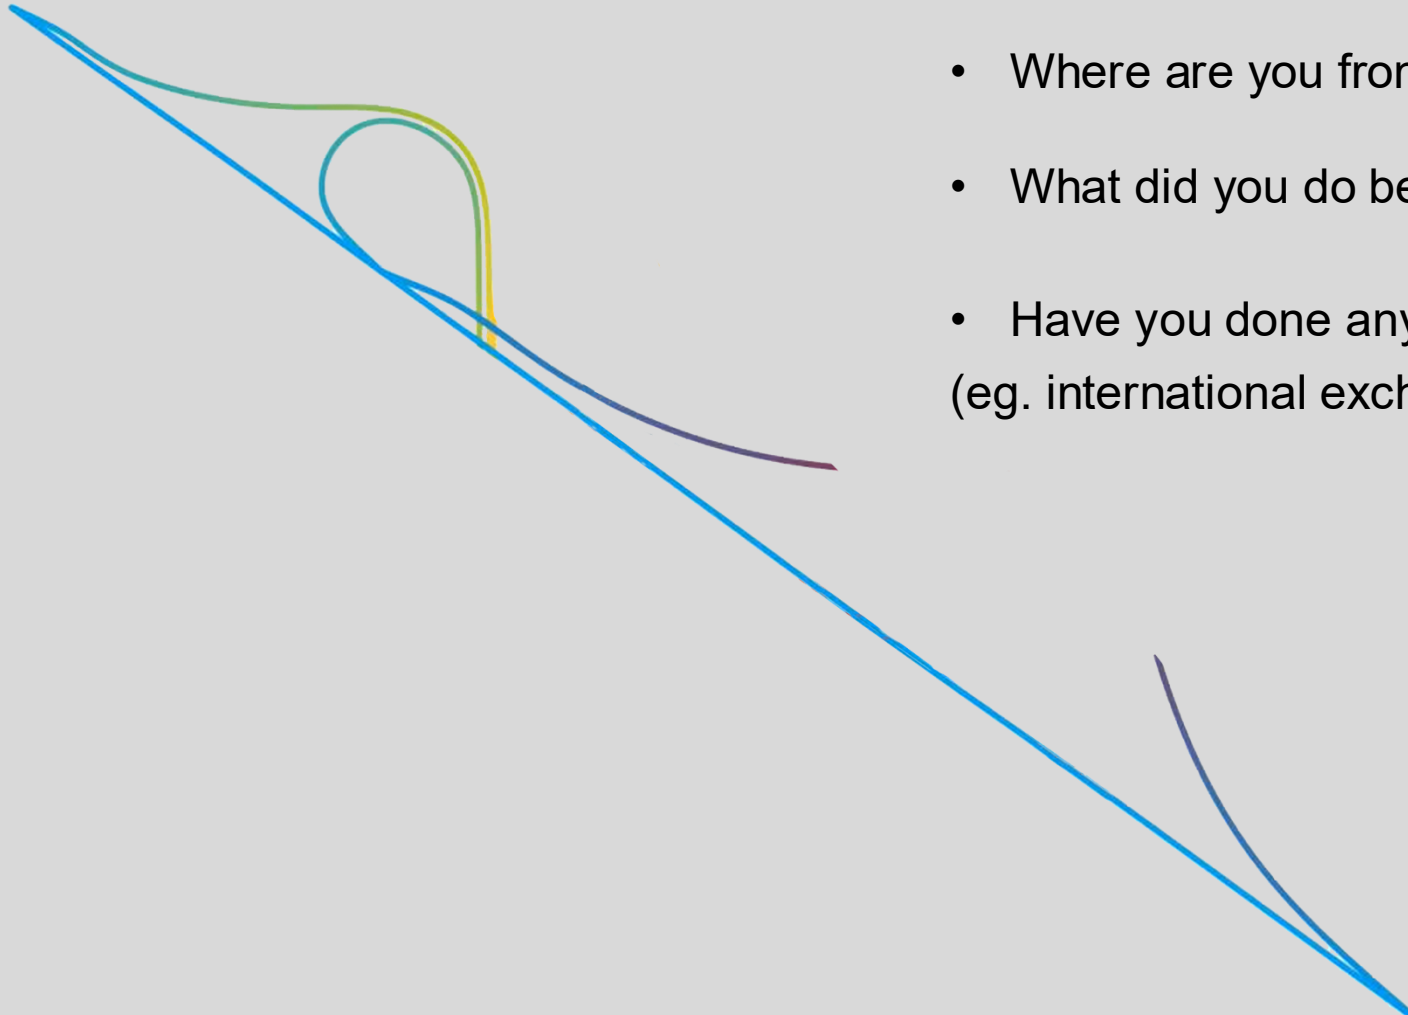 • Where are you
• What did you do
• Have you done
(eg. international